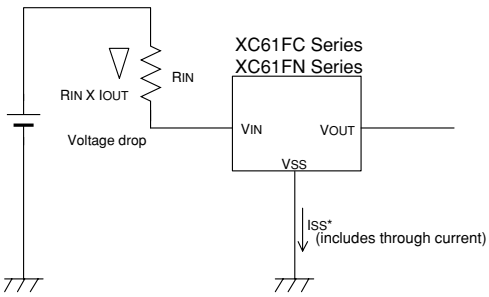 XC61FC Series
XC61FN Series
RIN
RIN X IOUT
Voltage drop
VIN
VOUT
VSS
ISS*
(includes through current)